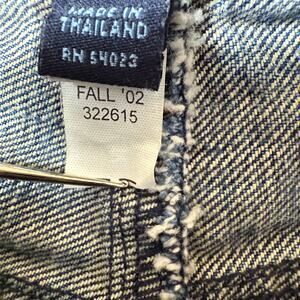 MADE IN
THAILAND
RN 54023
FALL '02
322615